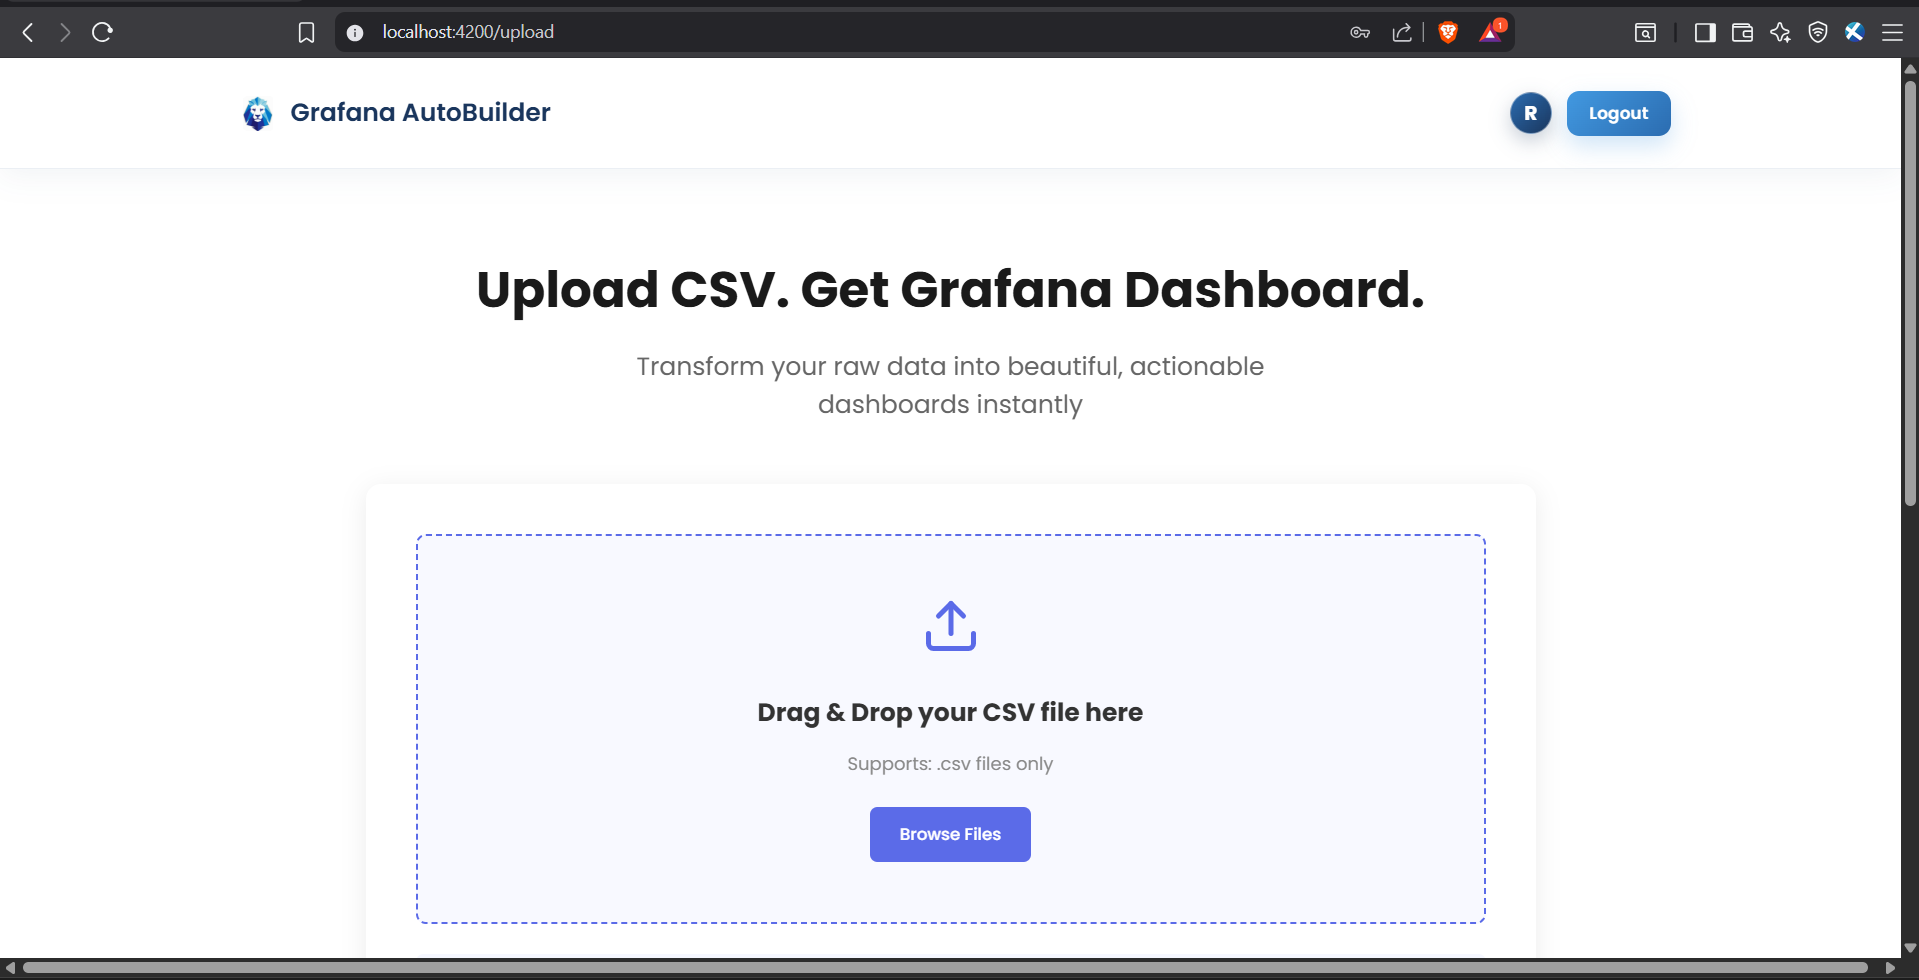 localhost:4200/upload
1
Grafana AutoBuilder
R
Logout
Upload CSV. Get Grafana Dashboard.
Transform your raw data into beautiful, actionable
dashboards instantly
Drag & Drop your CSV file here
Supports: .csv files only
Browse Files